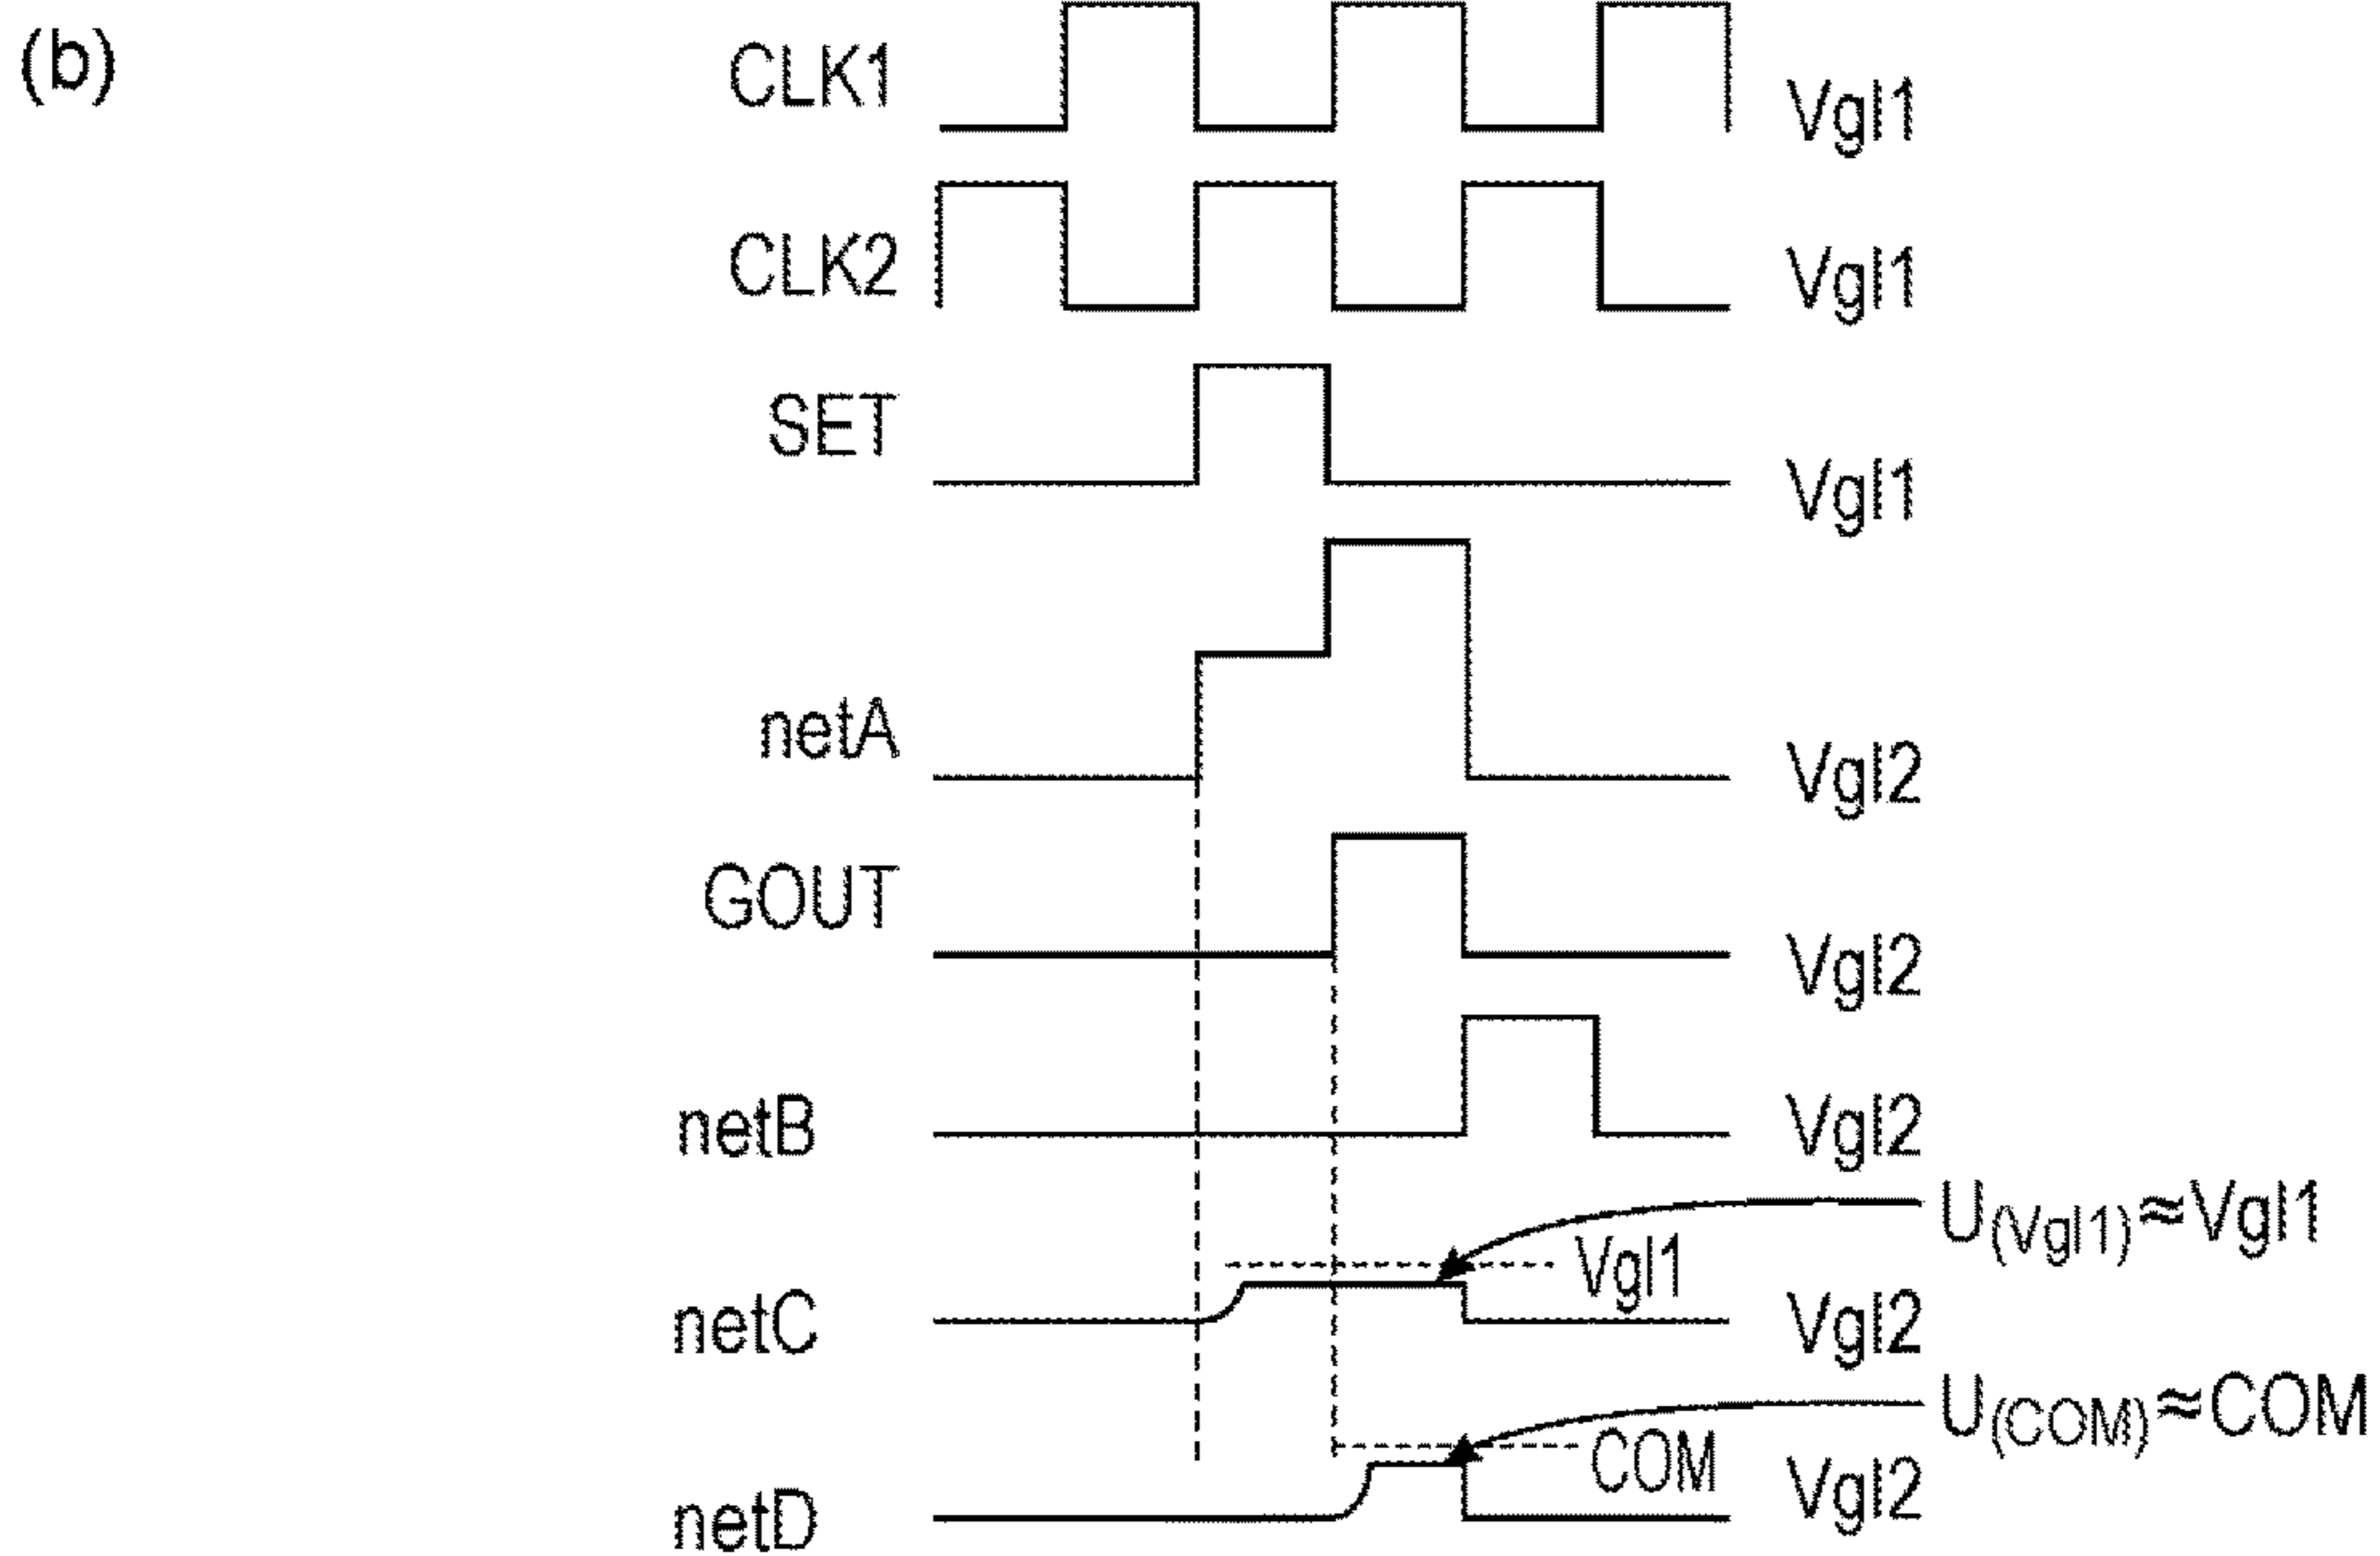 (b)
CLK1 Vgl1
CLK2 Vgl1
SET Vgl1
netA Vgl2
GOUT Vgl2
netB Vgl2
U(Vgl1)≈Vgl1
Vgl1
netC Vgl2
U(COM)≈COM
COM
netD Vgl2